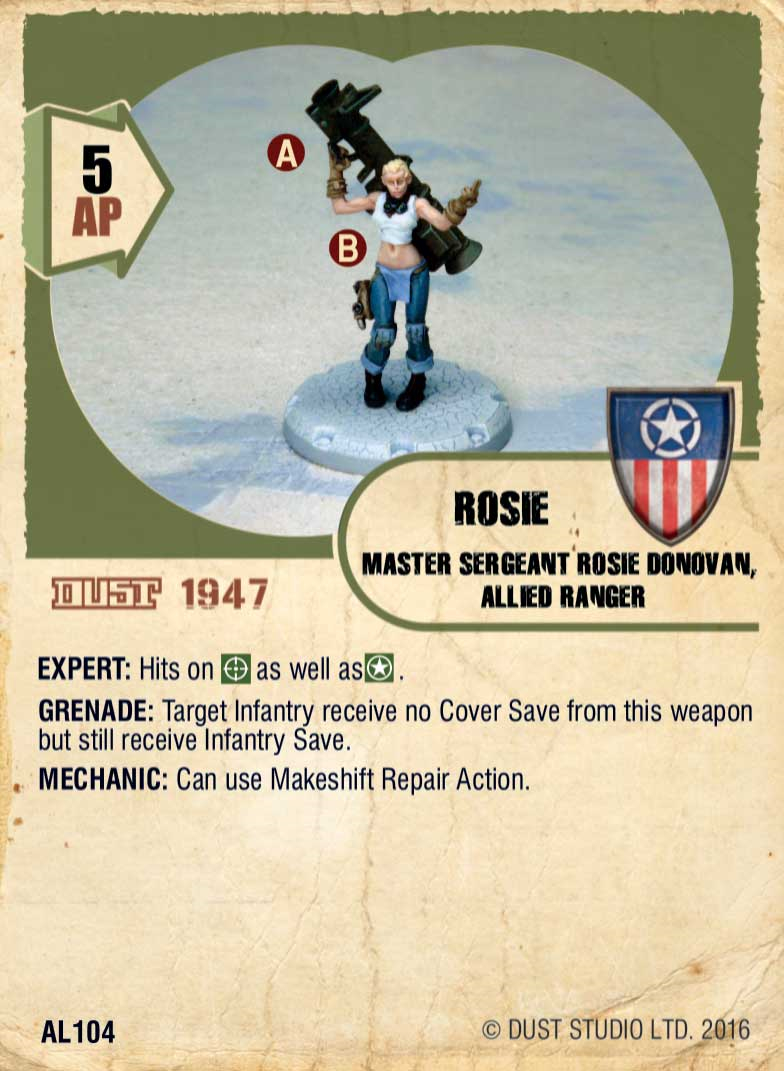 5
AP
A
B
ROSIE
MASTER SERGEANT ROSIE DONOVAN,
ALLIED RANGER
DUST 1947
EXPERT: Hits on as well as .
GRENADE: Target Infantry receive no Cover Save from this weapon
but still receive Infantry Save.
MECHANIC: Can use Makeshift Repair Action.
AL104
© DUST STUDIO LTD. 2016